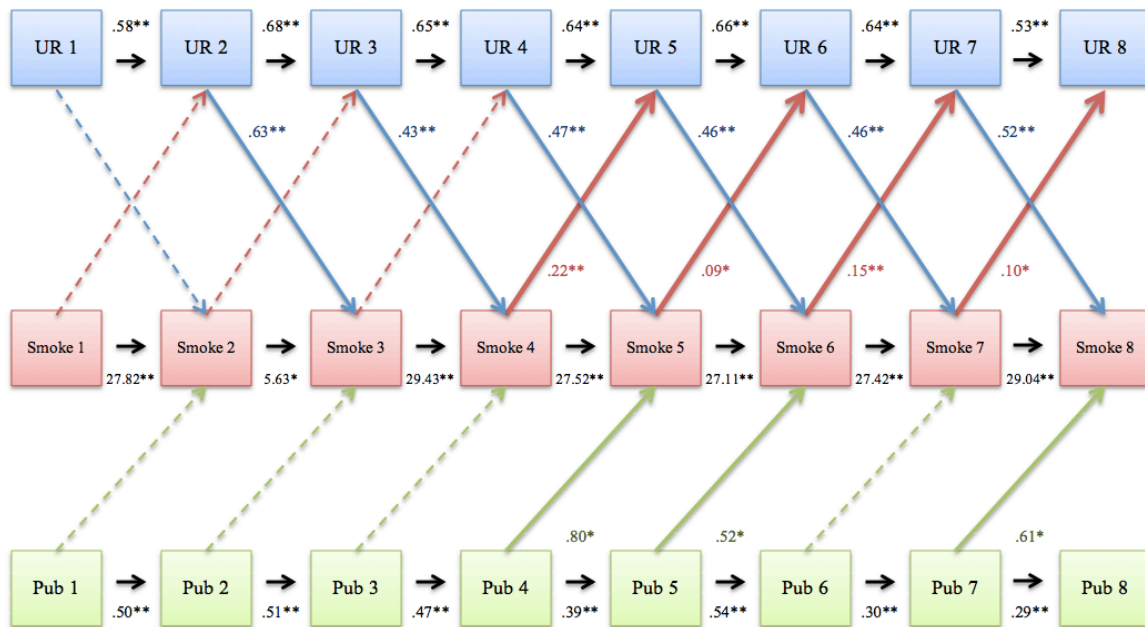 .58** .68** .65** .64** .66** .64** .53**
UR 1 UR 2 UR 3 UR 4 UR 5 UR 6 UR 7 UR 8
.63** .43** .47** .46** .46** .52**
.22** .09* .15** .10*
Smoke 1 Smoke 2 Smoke 3 Smoke 4 Smoke 5 Smoke 6 Smoke 7 Smoke 8
27.82** 5.63* 29.43** 27.52** 27.11** 27.42** 29.04**
.80* .52* .61*
Pub 1 Pub 2 Pub 3 Pub 4 Pub 5 Pub 6 Pub 7 Pub 8
.50** .51** .47** .39** .54** .30** .29**